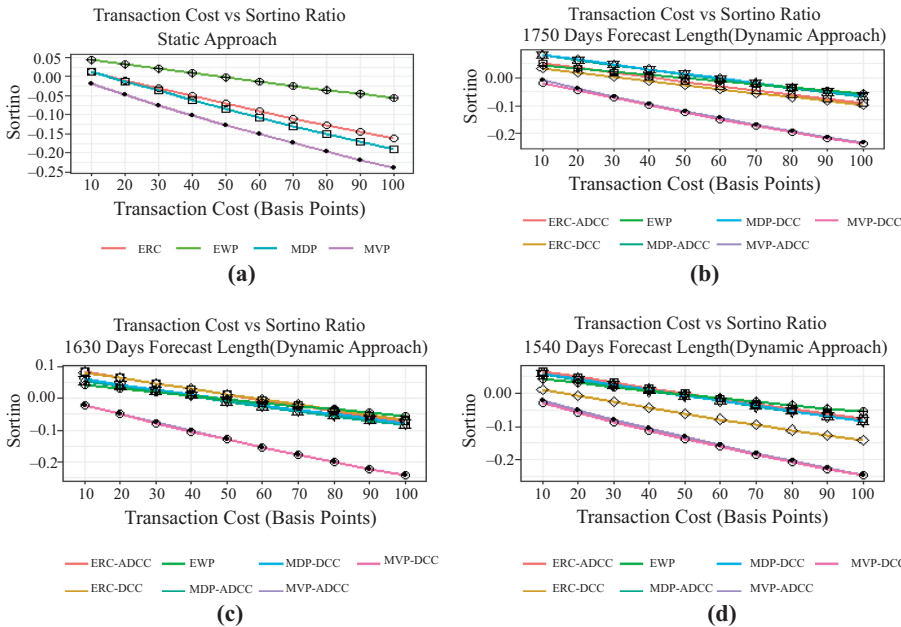 Transaction Cost vs Sortino Ratio
Static Approach
0.05
0.00
−0.05
−0.10
−0.15
−0.20
−0.25
Sortino
10 20 30 40 50 60 70 80 90 100
Transaction Cost (Basis Points)
ERC EWP MDP MVP
(a)
Transaction Cost vs Sortino Ratio
1750 Days Forecast Length(Dynamic Approach)
0.00
−0.1
−0.2
Sortino
10 20 30 40 50 60 70 80 90 100
Transaction Cost (Basis Points)
ERC-ADCC EWP MDP-DCC MVP-DCC
ERC-DCC MDP-ADCC MVP-ADCC
(b)
Transaction Cost vs Sortino Ratio
1630 Days Forecast Length(Dynamic Approach)
0.1
0.00
−0.1
−0.2
Sortino
10 20 30 40 50 60 70 80 90 100
Transaction Cost (Basis Points)
ERC-ADCC EWP MDP-DCC MVP-DCC
ERC-DCC MDP-ADCC MVP-ADCC
(c)
Transaction Cost vs Sortino Ratio
1540 Days Forecast Length(Dynamic Approach)
0.00
−0.1
−0.2
Sortino
10 20 30 40 50 60 70 80 90 100
Transaction Cost (Basis Points)
ERC-ADCC EWP MDP-DCC MVP-DCC
ERC-DCC MDP-ADCC MVP-ADCC
(d)